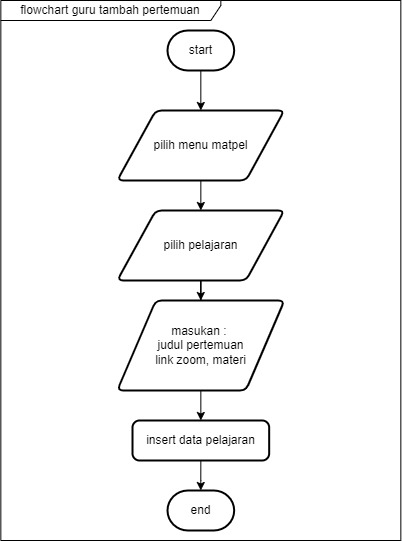 flowchart guru tambah pertemuan
start
pilih menu matpel
pilih pelajaran
masukan :
judul pertemuan
link zoom, materi
insert data pelajaran
end